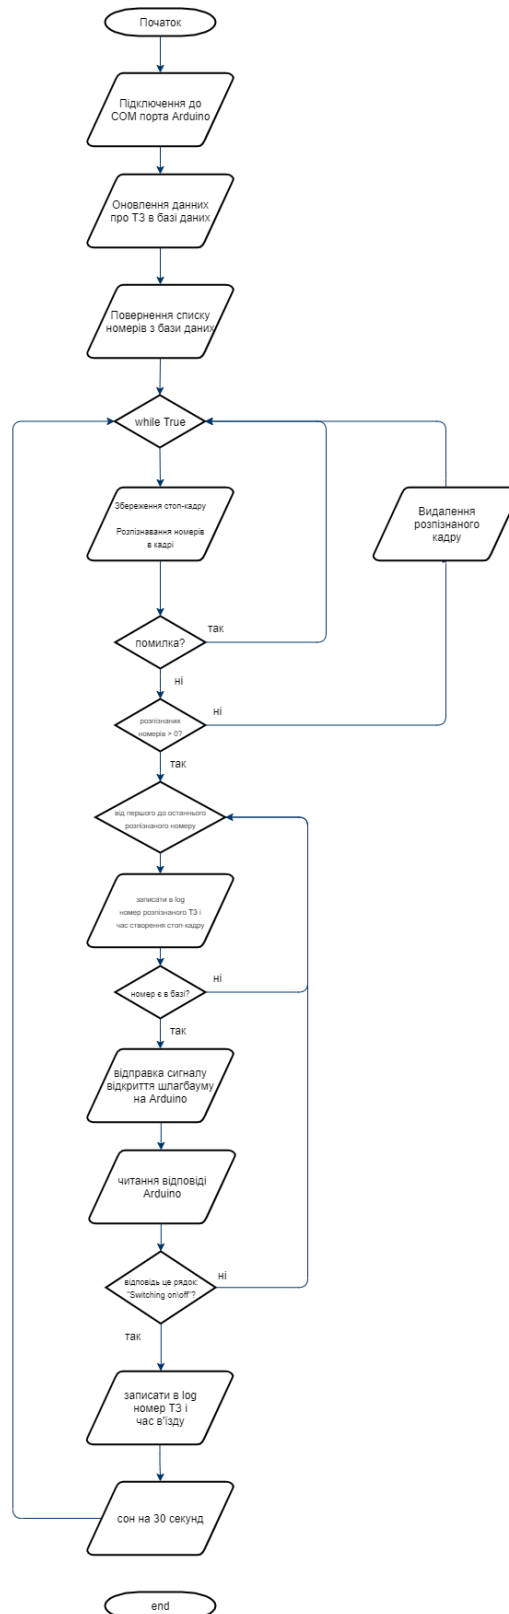 Початок
Підключення до
COM порта Arduino
Оновлення данних
про ТЗ в базі даних
Повернення списку
номерів з бази даних
while True
Збереження стоп-кадру
Розпізнавання номерів
в кадрі
Видалення
розпізнаного
кадру
помилка?
так
ні
розпізнаних
номерів > 0?
ні
так
від першого до останнього
розпізнаного номеру
записати в log
номер розпізнаного ТЗ і
час створення стоп-кадру
номер є в базі?
ні
так
відправка сигналу
відкриття шлагбауму
на Arduino
читання відповіді
Arduino
відповідь це рядок:
"Switching on\off"?
ні
так
записати в log
номер ТЗ і
час в'їзду
сон на 30 секунд
end